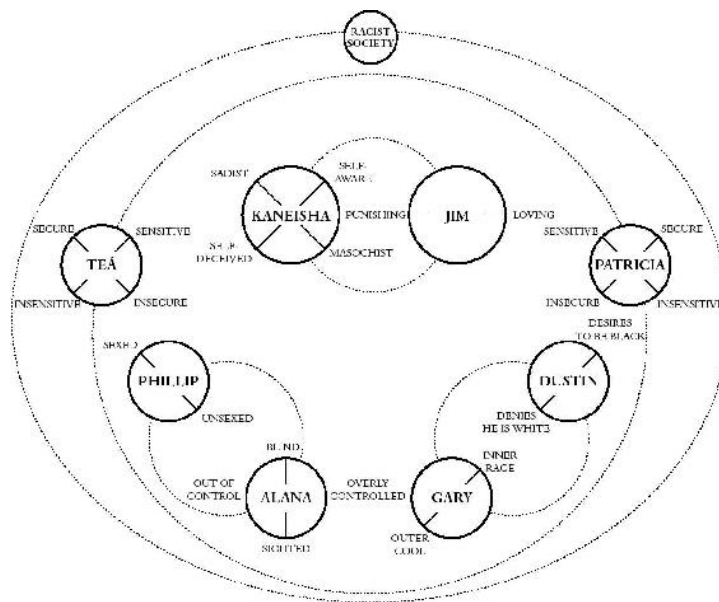 RACIST
SOCIETY
SADIST
SELF-
AWARE
KANEISHA
PUNISHING
JIM
LOVING
SELF-
DECEIVED
MASOCHIST
SECURE
SENSITIVE
TEÁ
INSENSITIVE
INSECURE
SENSITIVE
SECURE
PATRICIA
INSECURE
INSENSITIVE
SEXED
PHILLIP
UNSEXED
DESIRES
TO BE BLACK
DUSTIN
DENIES
HE IS WHITE
BLIND
OUT OF
CONTROL
ALANA
SIGHTED
OVERLY
CONTROLLED
INNER
RAGE
GARY
OUTER
COOL